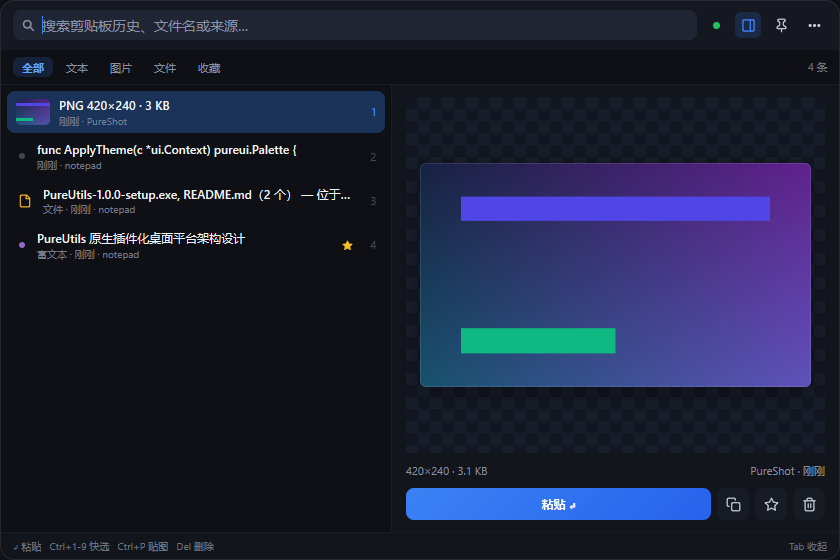 搜索剪贴板历史、文件名或来源...
全部 文本 图片 文件 收藏 4 条
PNG 420×240 · 3 KB
刚刚 · PureShot
1
func ApplyTheme(c *ui.Context) pureui.Palette {
刚刚 · notepad
2
PureUtils-1.0.0-setup.exe, README.md（2 个） — 位于...
文件 · 刚刚 · notepad
3
PureUtils 原生插件化桌面平台架构设计
富文本 · 刚刚 · notepad
4
420×240 · 3.1 KB PureShot · 刚刚
粘贴 ↲
↲ 粘贴 Ctrl+1-9 快选 Ctrl+P 贴图 Del 删除 Tab 收起